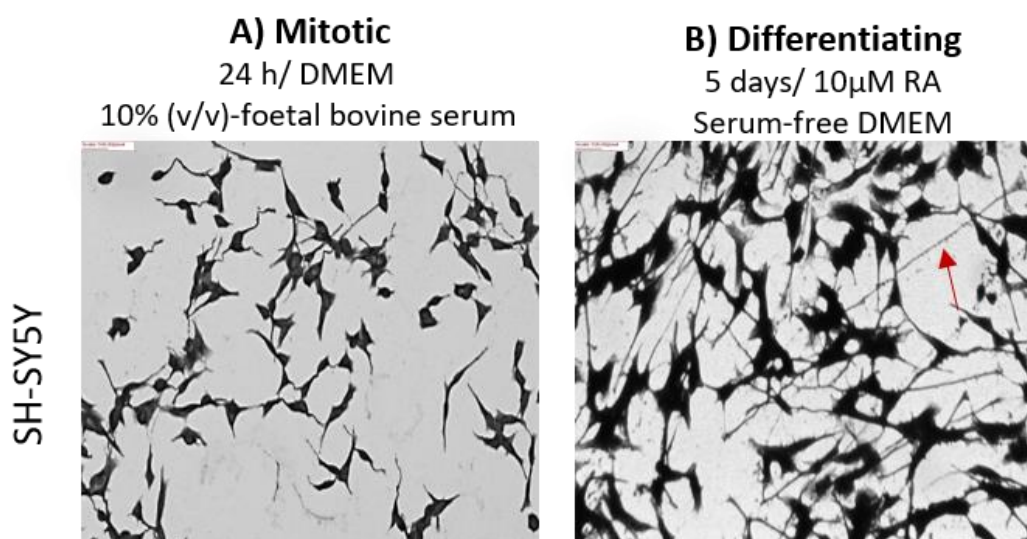 A) Mitotic
24 h/ DMEM
10% (v/v)-foetal bovine serum
B) Differentiating
5 days/ 10µM RA
Serum-free DMEM
SH-SY5Y